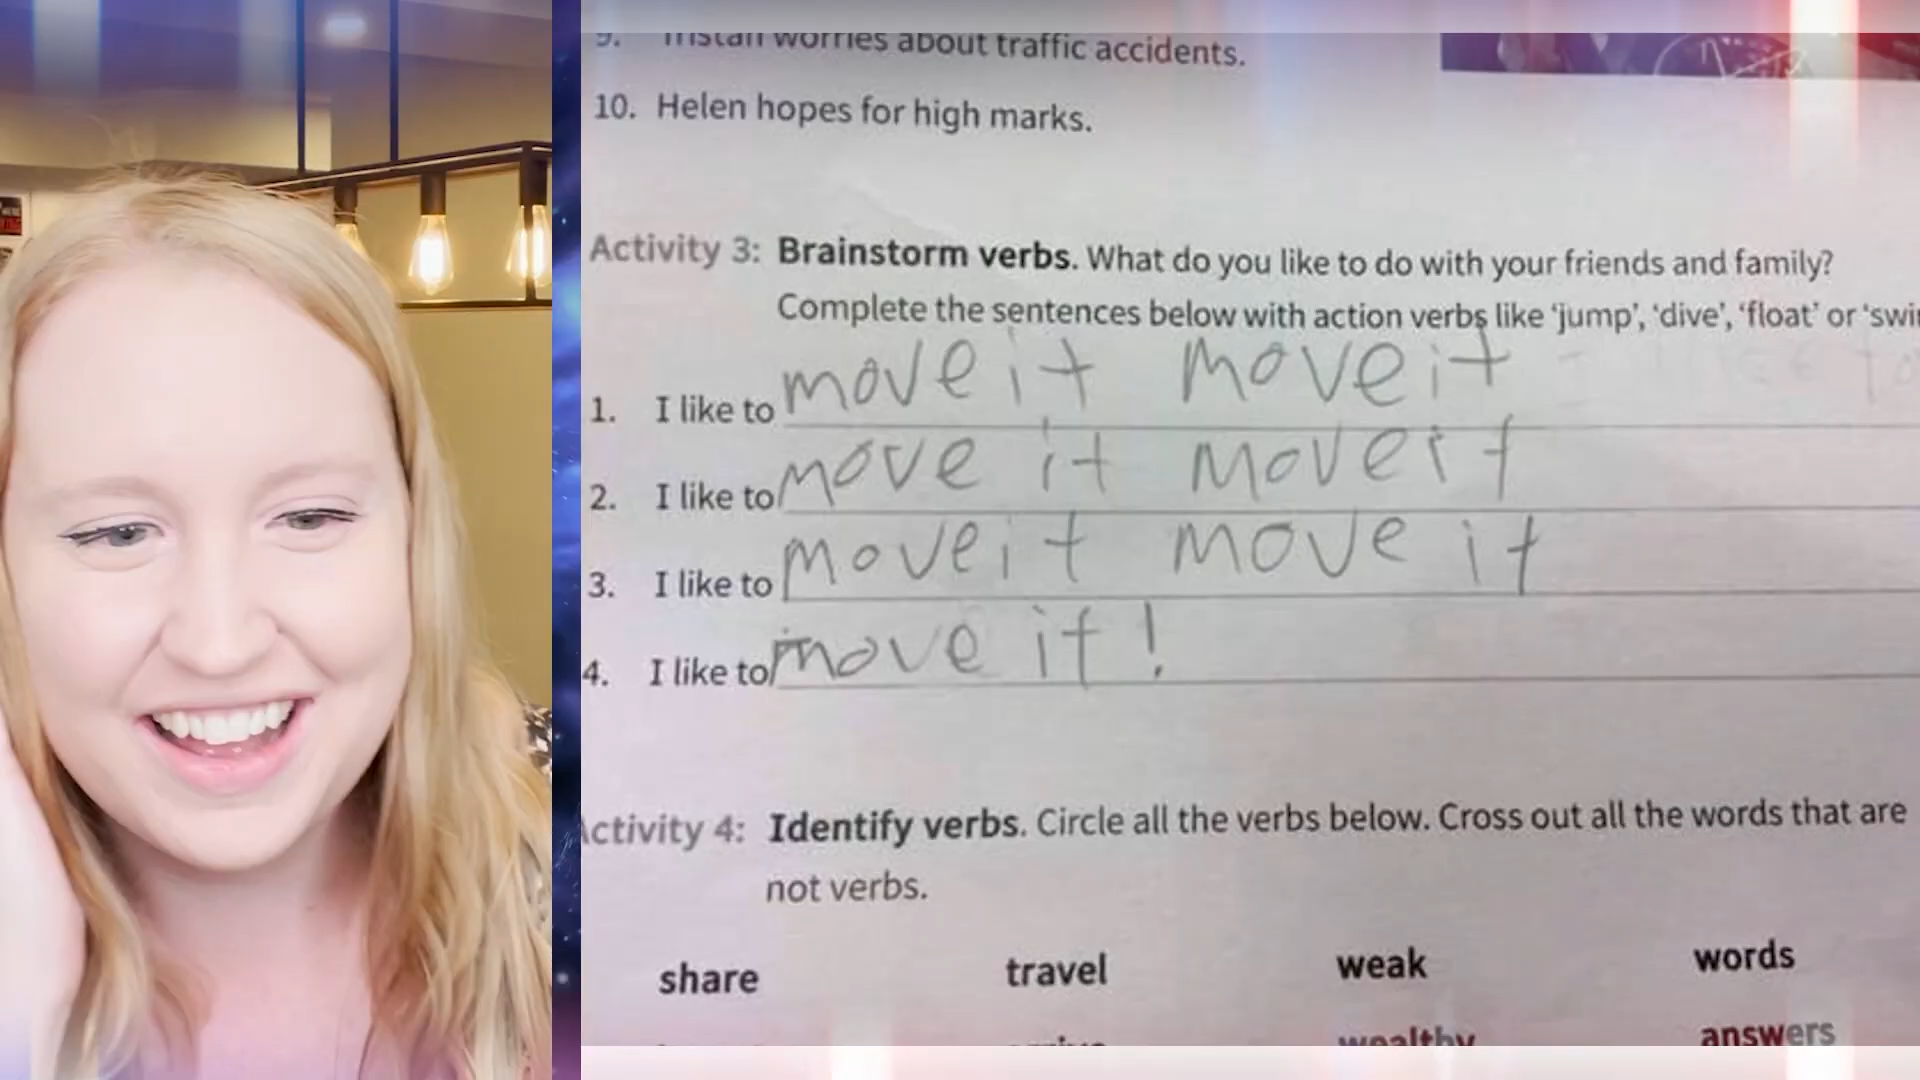 9. Tristan worries about traffic accidents.
10. Helen hopes for high marks.
Activity 3: Brainstorm verbs. What do you like to do with your friends and family?
Complete the sentences below with action verbs like ‘jump’, ‘dive’, ‘float’ or ‘swi
1. I like to move it move it
2. I like to move it move it
3. I like to move it move it
4. I like to move it!
Activity 4: Identify verbs. Circle all the verbs below. Cross out all the words that are
not verbs.
share travel weak words
wealthy answers